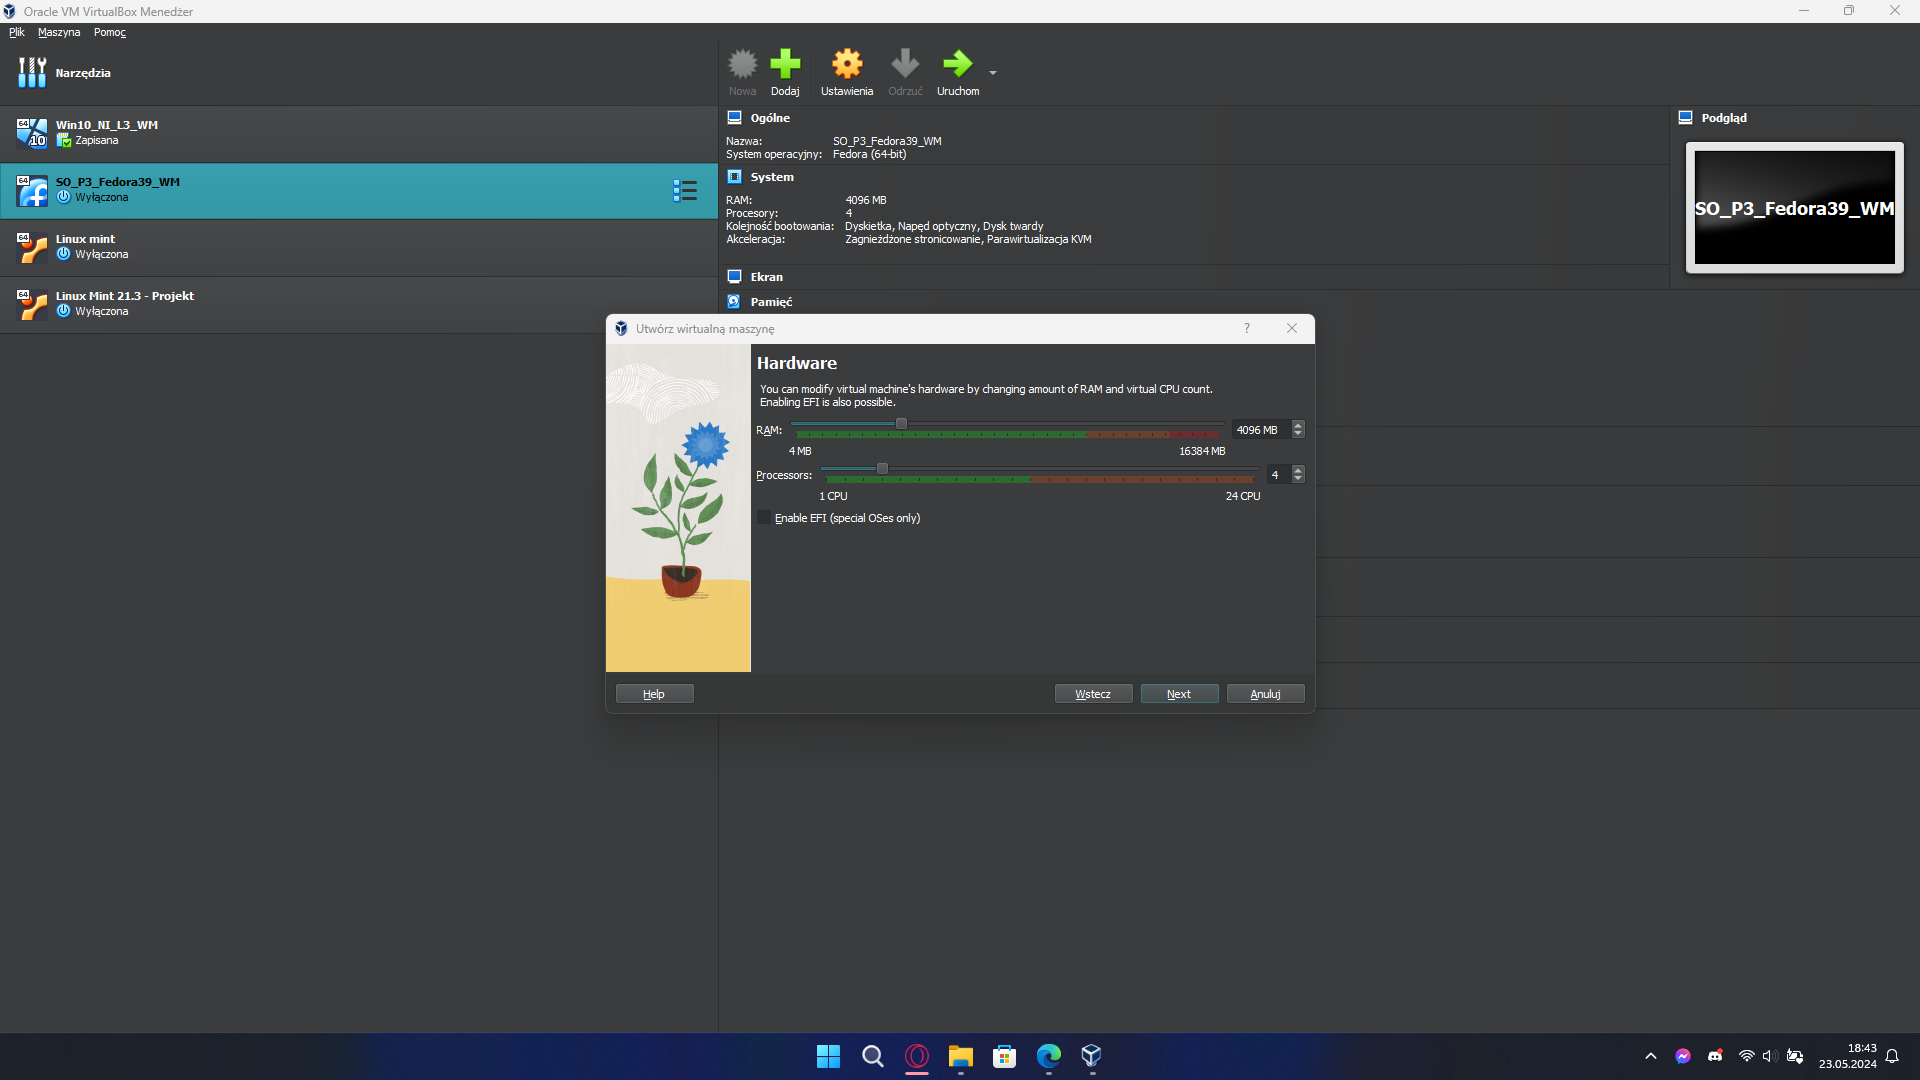 Oracle VM VirtualBox Menedżer
Plik Maszyna Pomoc
Narzędzia
Nowa Dodaj Ustawienia Odrzuć Uruchom
64
10
Win10_NI_L3_WM
Zapisana
64
SO_P3_Fedora39_WM
Wyłączona
64
Linux mint
Wyłączona
64
Linux Mint 21.3 - Projekt
Wyłączona
Ogólne
Nazwa: SO_P3_Fedora39_WM
System operacyjny: Fedora (64-bit)
System
RAM: 4096 MB
Procesory: 4
Kolejność bootowania: Dyskietka, Napęd optyczny, Dysk twardy
Akceleracja: Zagnieżdżone stronicowanie, Parawirtualizacja KVM
Ekran
Pamięć
Podgląd
SO_P3_Fedora39_WM
Utwórz wirtualną maszynę
?
Hardware
You can modify virtual machine's hardware by changing amount of RAM and virtual CPU count.
Enabling EFI is also possible.
RAM: 4096 MB
4 MB 16384 MB
Processors: 4
1 CPU 24 CPU
Enable EFI (special OSes only)
Help Wstecz Next Anuluj
18:43
23.05.2024